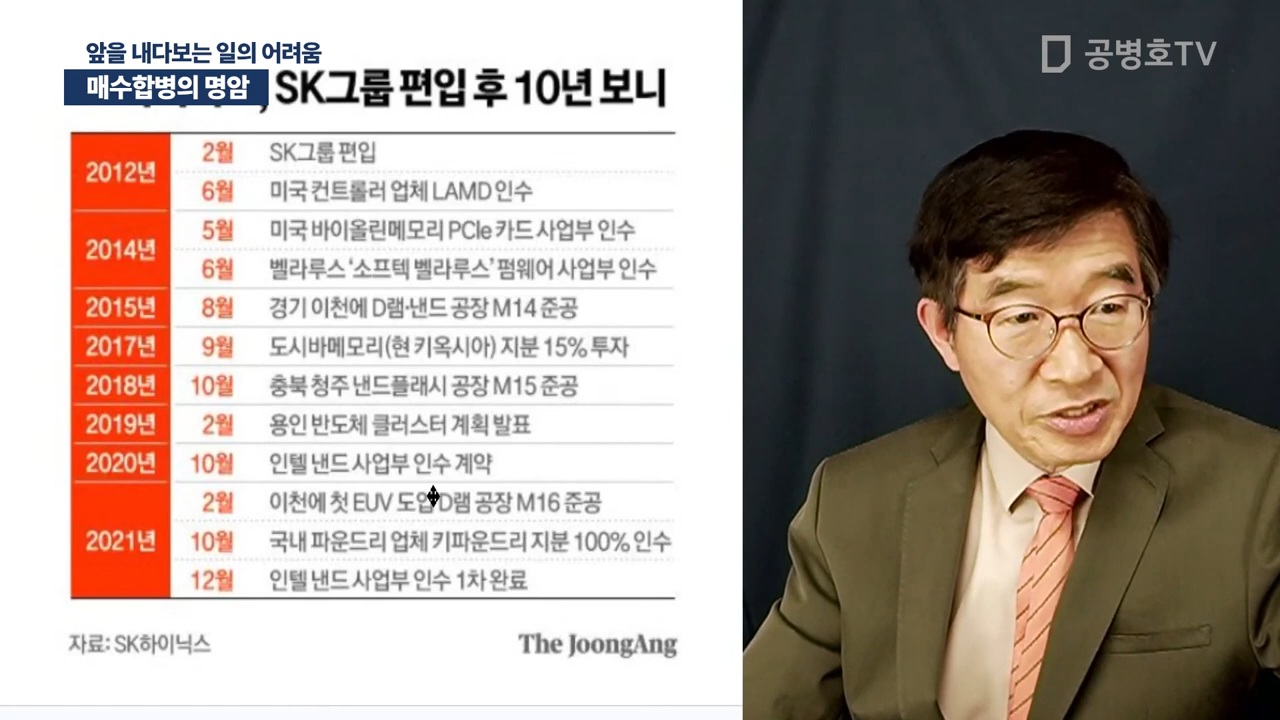 앞을 내다보는 일의 어려움
매수합병의 명암
, SK그룹 편입 후 10년 보니
공병호TV
2012년 2월 SK그룹 편입
6월 미국 컨트롤러 업체 LAMD 인수
2014년 5월 미국 바이올린메모리 PCIe 카드 사업부 인수
6월 벨라루스 ‘소프텍 벨라루스’ 펌웨어 사업부 인수
2015년 8월 경기 이천에 D램·낸드 공장 M14 준공
2017년 9월 도시바메모리(현 키옥시아) 지분 15% 투자
2018년 10월 충북 청주 낸드플래시 공장 M15 준공
2019년 2월 용인 반도체 클러스터 계획 발표
2020년 10월 인텔 낸드 사업부 인수 계약
2021년 2월 이천에 첫 EUV 도입 D램 공장 M16 준공
10월 국내 파운드리 업체 키파운드리 지분 100% 인수
12월 인텔 낸드 사업부 인수 1차 완료
자료: SK하이닉스
The JoongAng